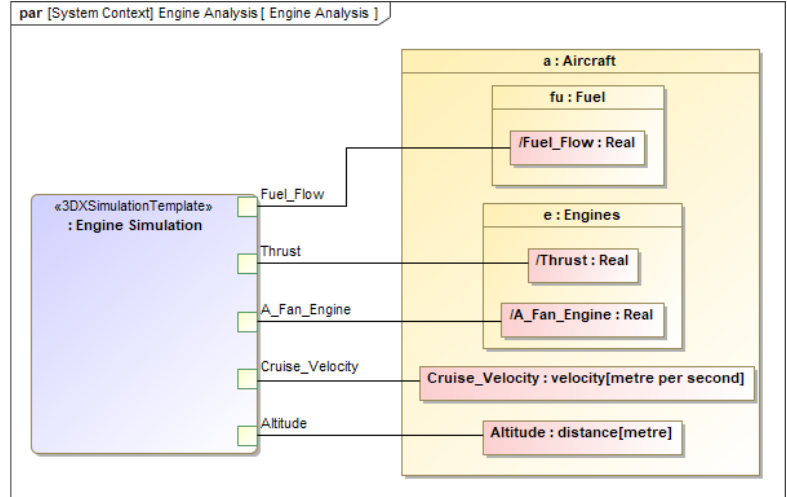 par [System Context] Engine Analysis [ Engine Analysis ]
a : Aircraft
fu : Fuel
/Fuel_Flow : Real
e : Engines
/Thrust : Real
/A_Fan_Engine : Real
Cruise_Velocity : velocity[metre per second]
Altitude : distance[metre]
«3DXSimulationTemplate»
: Engine Simulation
Fuel_Flow
Thrust
A_Fan_Engine
Cruise_Velocity
Altitude